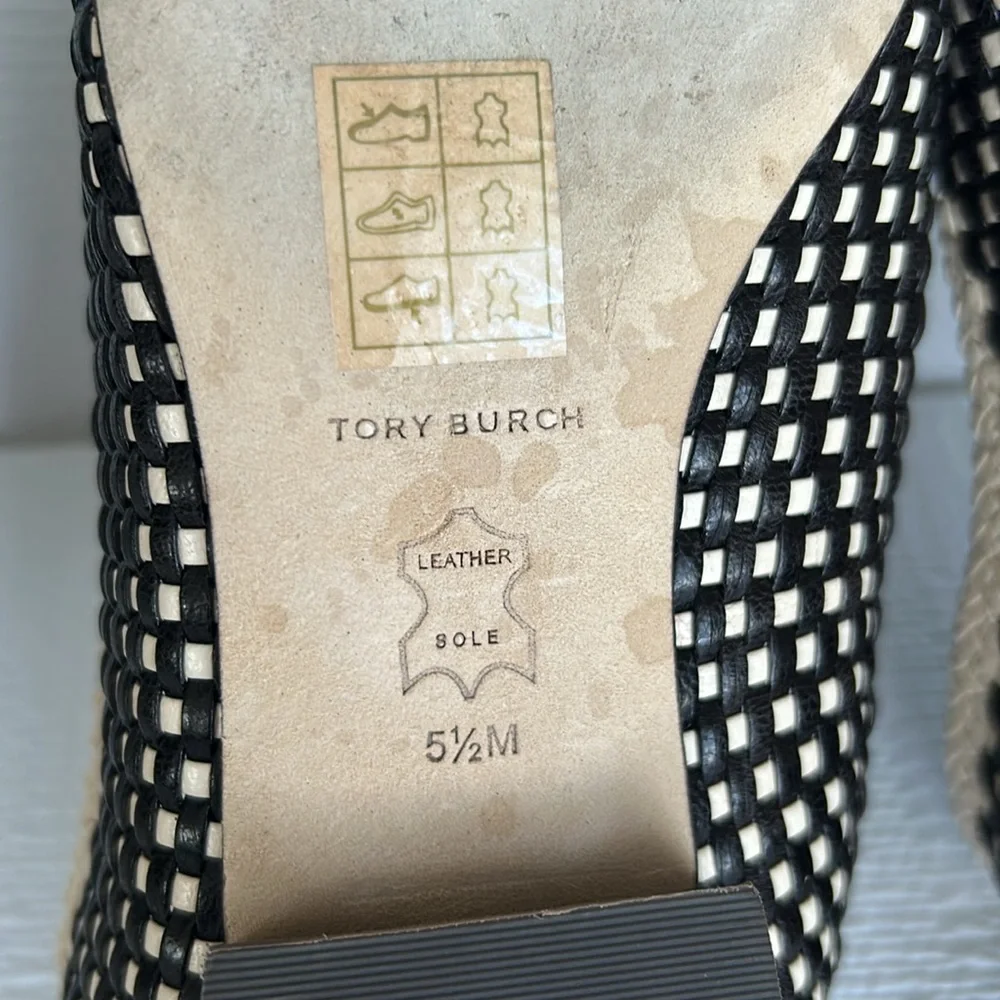 TORY BURCH
LEATHER
SOLE
5½M